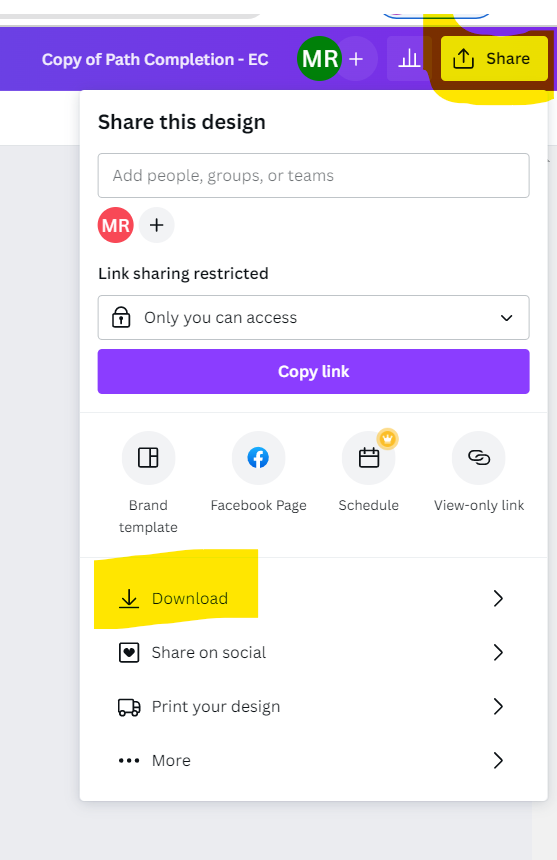 Copy of Path Completion - EC
MR
Share
Share this design
Add people, groups, or teams
MR
Link sharing restricted
Only you can access
Copy link
Brand
template
Facebook Page
Schedule
View-only link
Download
Share on social
Print your design
More